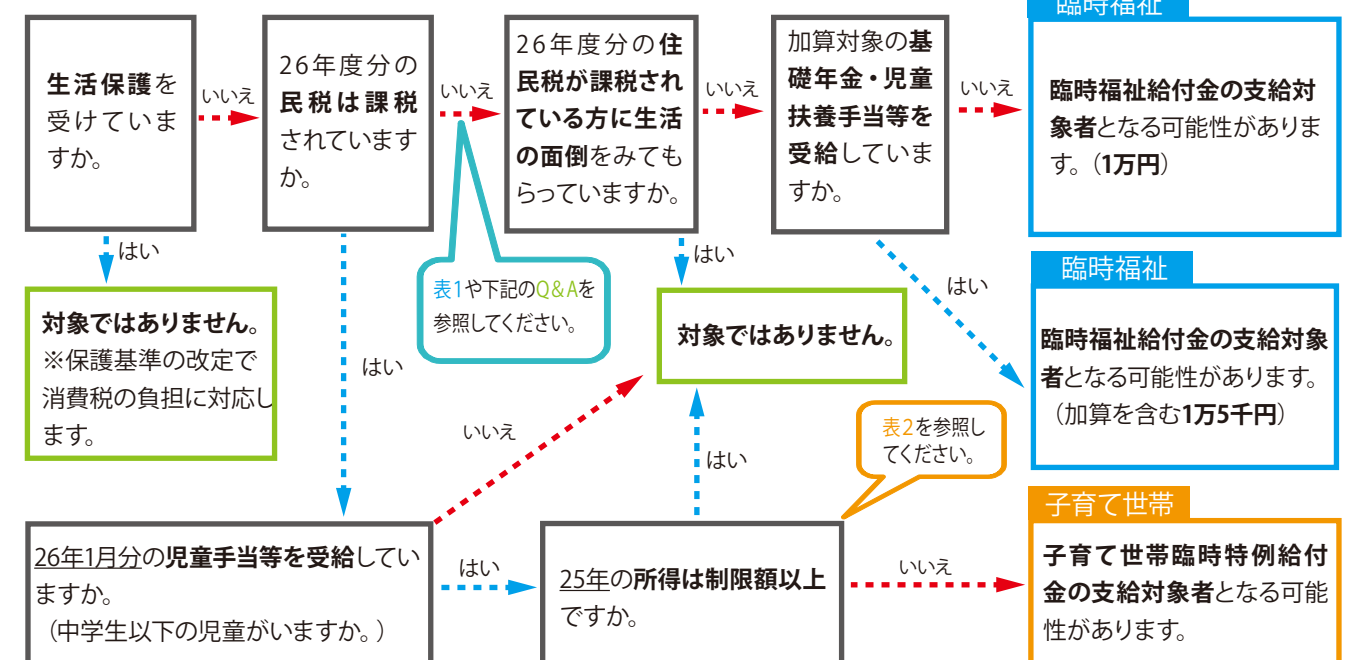 生活保護を
受けていま
すか。
いいえ
はい
対象ではありません。
※保護基準の改定で
消費税の負担に対応し
ます。
26年度分の
民税は課税
されています
か。
いいえ
はい
表1や下記のQ&Aを
参照してください。
26年度分の住
民税が課税され
ている方に生活
の面倒をみても
らっていますか。
いいえ
はい
対象ではありません。
加算対象の基
礎年金・児童
扶養手当等を
受給していま
すか。
いいえ
はい
臨時福祉
臨時福祉給付金の支給対
象者となる可能性がありま
す。（1万円）
臨時福祉
臨時福祉給付金の支給対象
者となる可能性があります。
（加算を含む1万5千円）
26年1月分の児童手当等を受給してい
ますか。
（中学生以下の児童がいますか。）
いいえ
はい
25年の所得は制限額以上
ですか。
はい
いいえ
表2を参照し
てください。
子育て世帯
子育て世帯臨時特例給付
金の支給対象者となる可能
性があります。